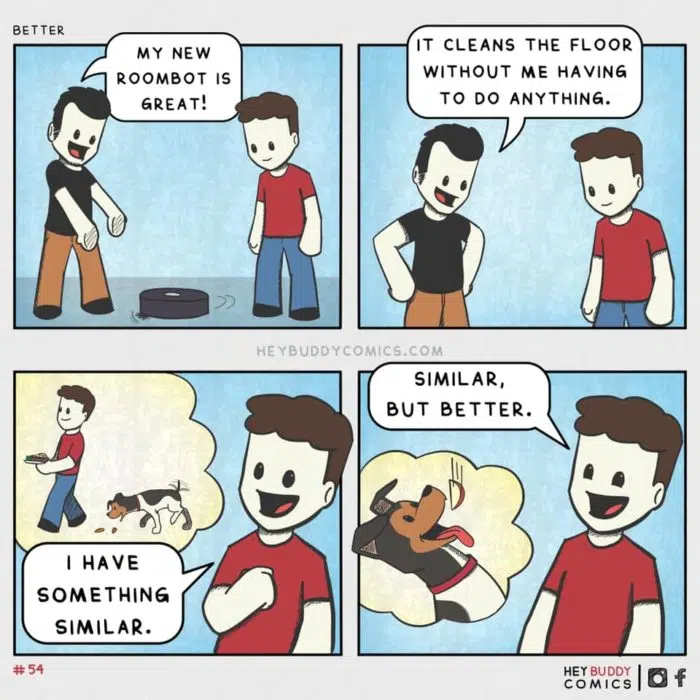 BETTER
MY NEW
ROOMBOT IS
GREAT!
IT CLEANS THE FLOOR
WITHOUT ME HAVING
TO DO ANYTHING.
HEYBUDDYCOMICS.COM
I HAVE
SOMETHING
SIMILAR.
SIMILAR,
BUT BETTER.
#54
HEY BUDDY
COMICS